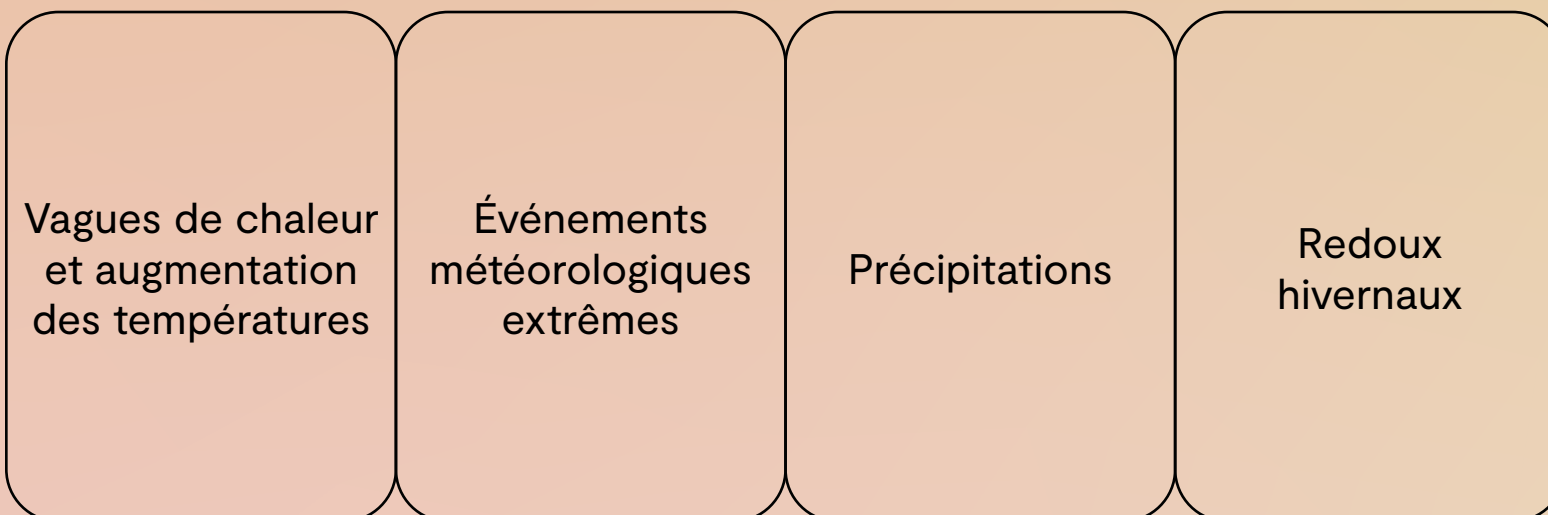 Vagues de chaleur
et augmentation
des températures
Événements
météorologiques
extrêmes
Précipitations
Redoux
hivernaux